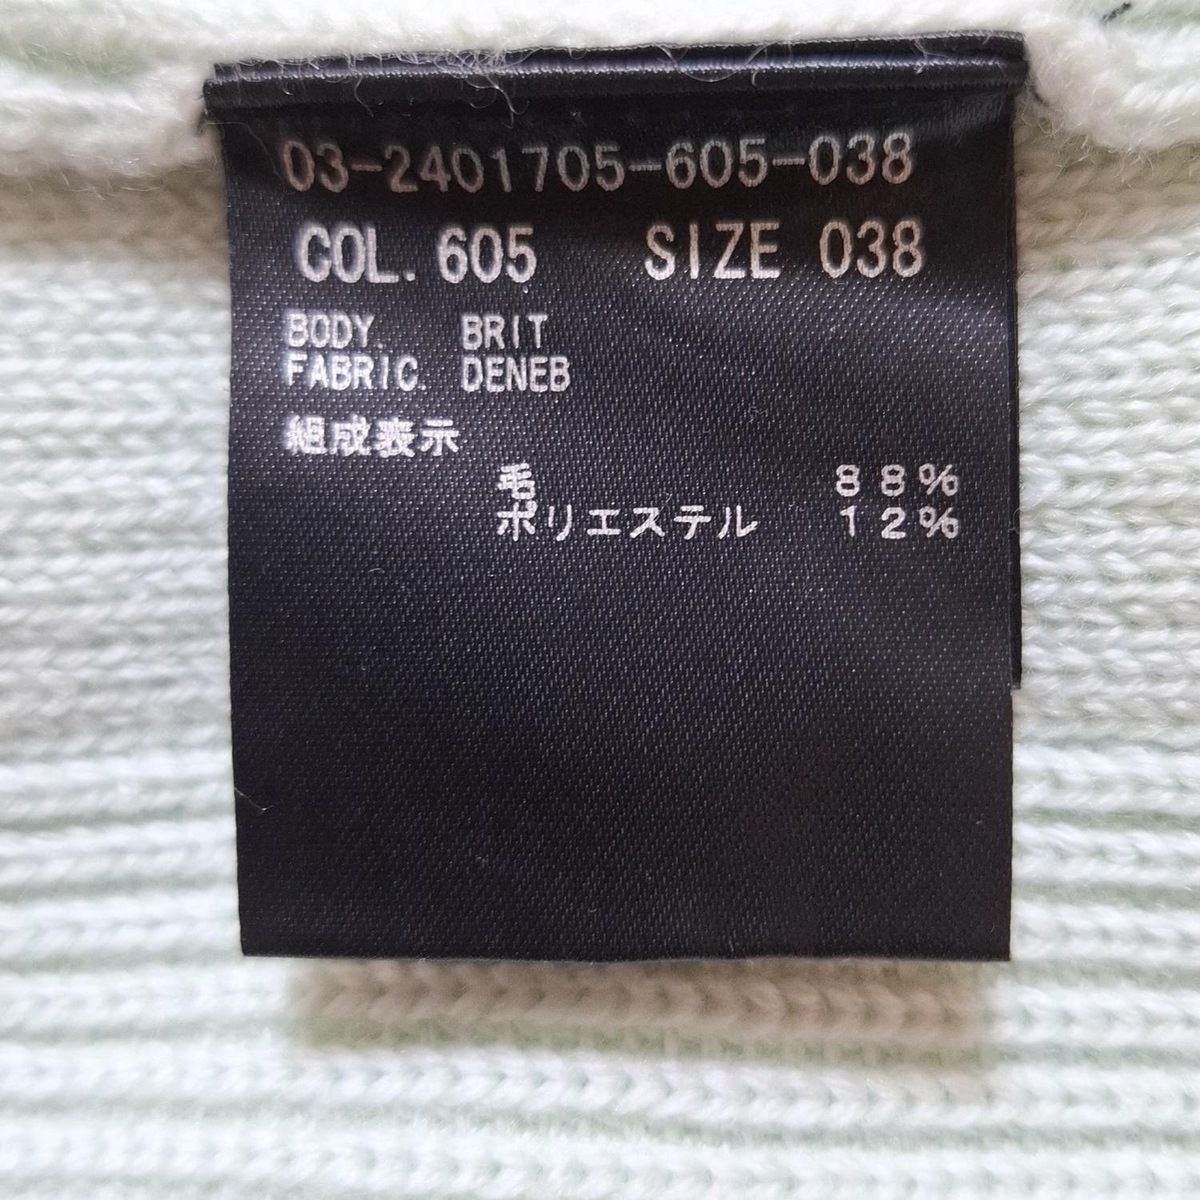 03-2401705-605-038
COL. 605 SIZE 038
BODY. BRIT
FABRIC. DENEB
組成表示
毛 88%
ポリエステル 12%